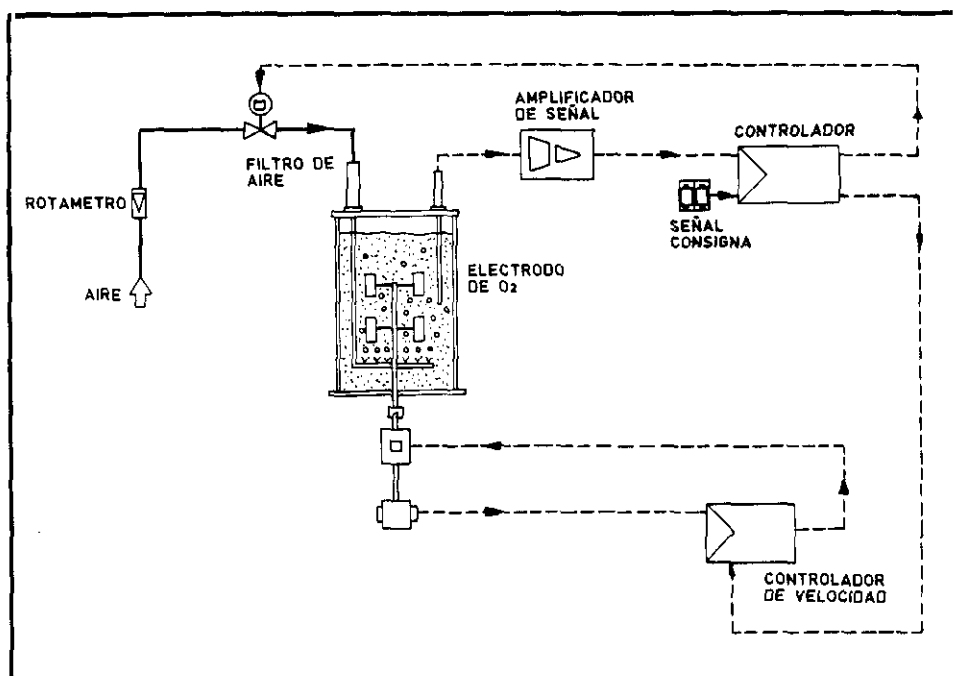 AMPLIFICADOR
DE SEÑAL
CONTROLADOR
FILTRO DE
AIRE
ROTAMETRO
SEÑAL
CONSIGNA
ELECTRODO
DE O2
AIRE
CONTROLADOR
DE VELOCIDAD